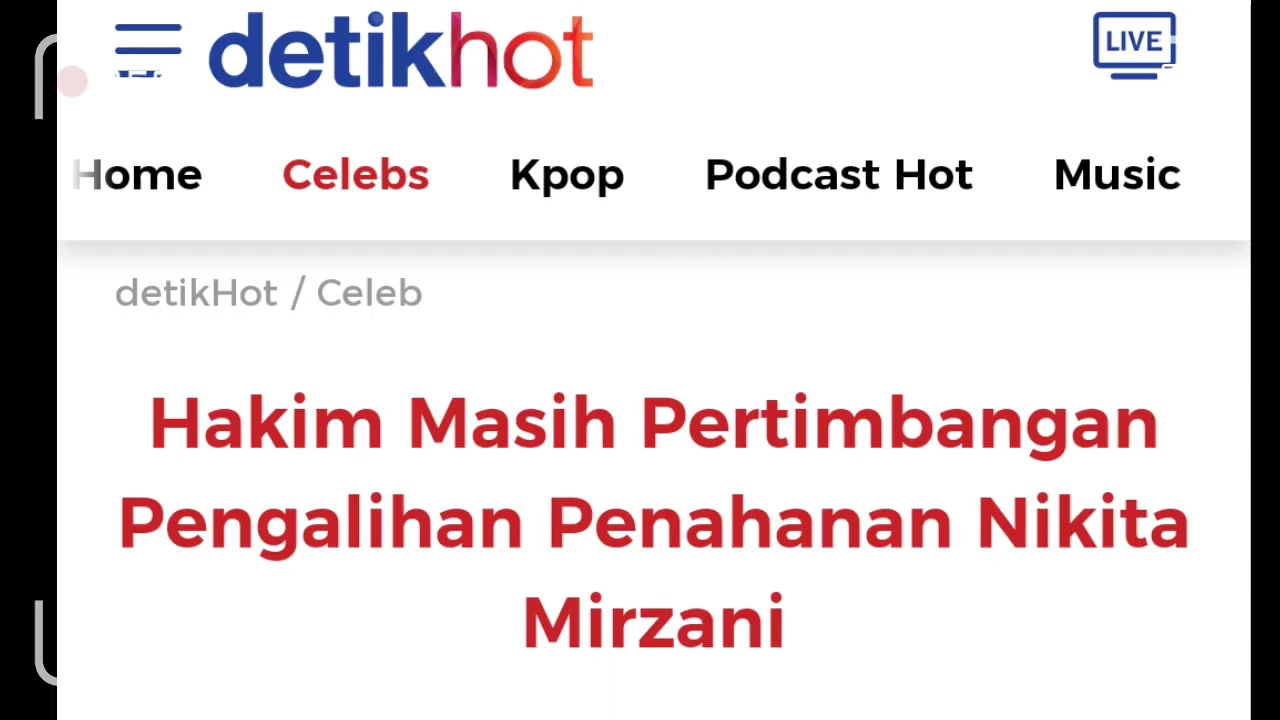 detikhot
LIVE
Home Celebs Kpop Podcast Hot Music
detikHot / Celeb
Hakim Masih Pertimbangan
Pengalihan Penahanan Nikita
Mirzani